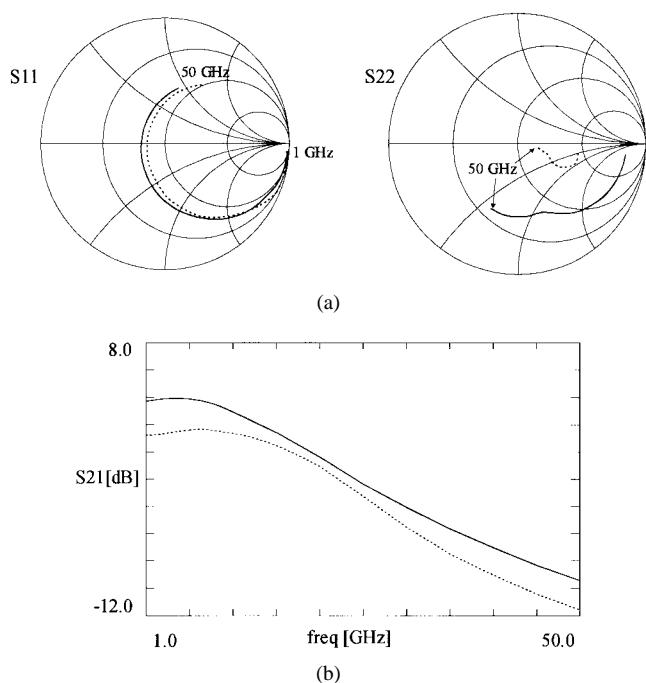 S11
50 GHz
1 GHz
S22
50 GHz
(a)
8.0
S21[dB]
-12.0
1.0
freq [GHz]
50.0
(b)